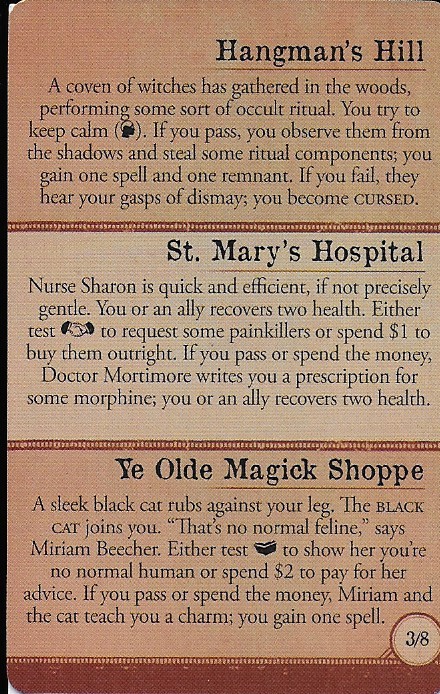 Hangman's Hill
A coven of witches has gathered in the woods,
performing some sort of occult ritual. You try to
keep calm (). If you pass, you observe them from
the shadows and steal some ritual components; you
gain one spell and one remnant. If you fail, they
hear your gasps of dismay; you become CURSED.
St. Mary's Hospital
Nurse Sharon is quick and efficient, if not precisely
gentle. You or an ally recovers two health. Either
test to request some painkillers or spend $1 to
buy them outright. If you pass or spend the money,
Doctor Mortimore writes you a prescription for
some morphine; you or an ally recovers two health.
Ye Olde Magick Shoppe
A sleek black cat rubs against your leg. The BLACK
CAT joins you. “That's no normal feline,” says
Miriam Beecher. Either test to show her you're
no normal human or spend $2 to pay for her
advice. If you pass or spend the money, Miriam and
the cat teach you a charm; you gain one spell.
3/8